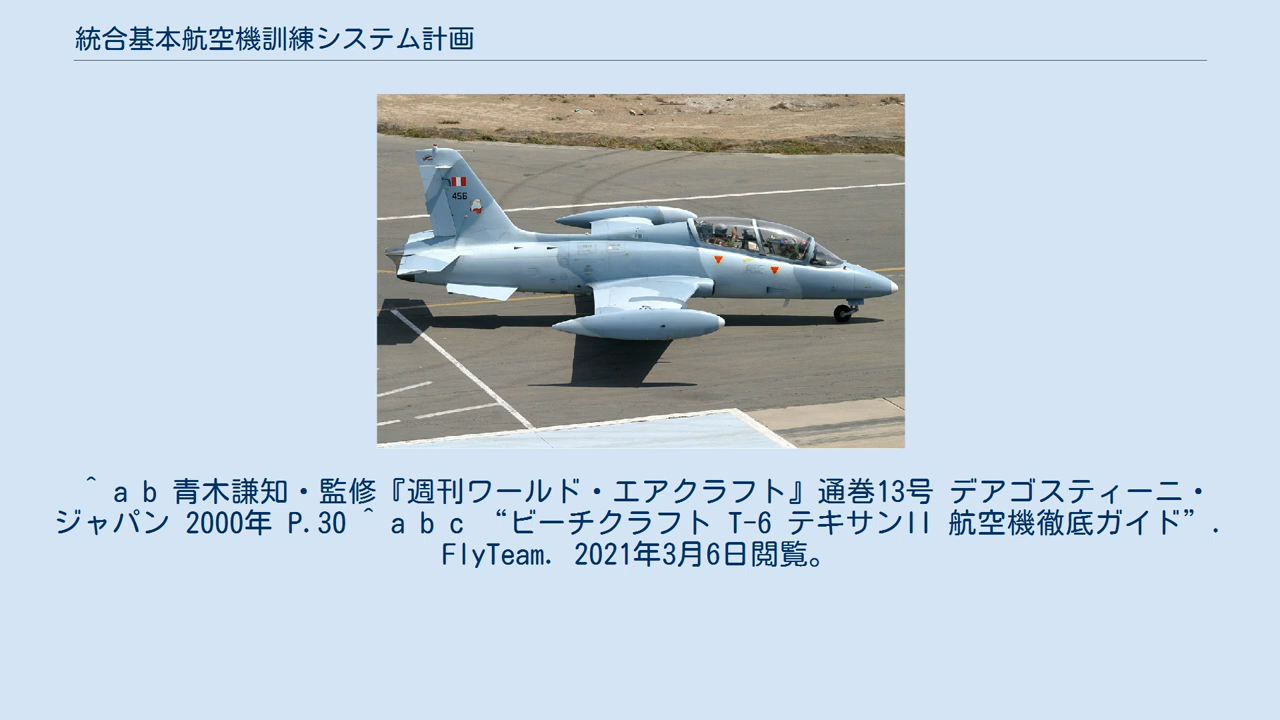 統合基本航空機訓練システム計画
456
^ a b 青木謙知・監修『週刊ワールド・エアクラフト』通巻13号 デアゴスティーニ・
ジャパン 2000年 P.30 ^ a b c “ビーチクラフト T-6 テキサンII 航空機徹底ガイド”.
FlyTeam. 2021年3月6日閲覧。